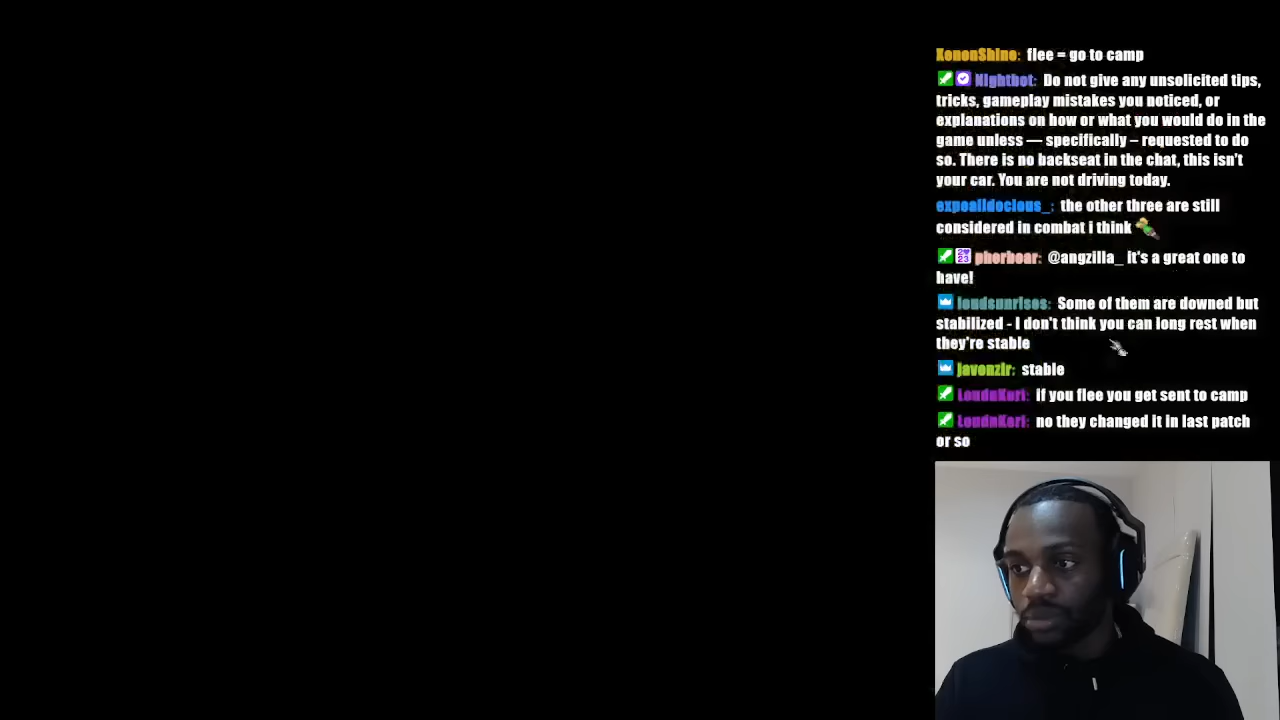 XenonShino: flee = go to camp
Nightbot: Do not give any unsolicited tips,
tricks, gameplay mistakes you noticed, or
explanations on how or what you would do in the
game unless — specifically – requested to do
so. There is no backseat in the chat, this isn't
your car. You are not driving today.
expealidocious_: the other three are still
considered in combat i think
phorboar: @angzilla_ it's a great one to
have!
loudsunrises: Some of them are downed but
stabilized - I don't think you can long rest when
they're stable
javenzir: stable
LoudnKeri: if you flee you get sent to camp
LoudnKeri: no they changed it in last patch
or so